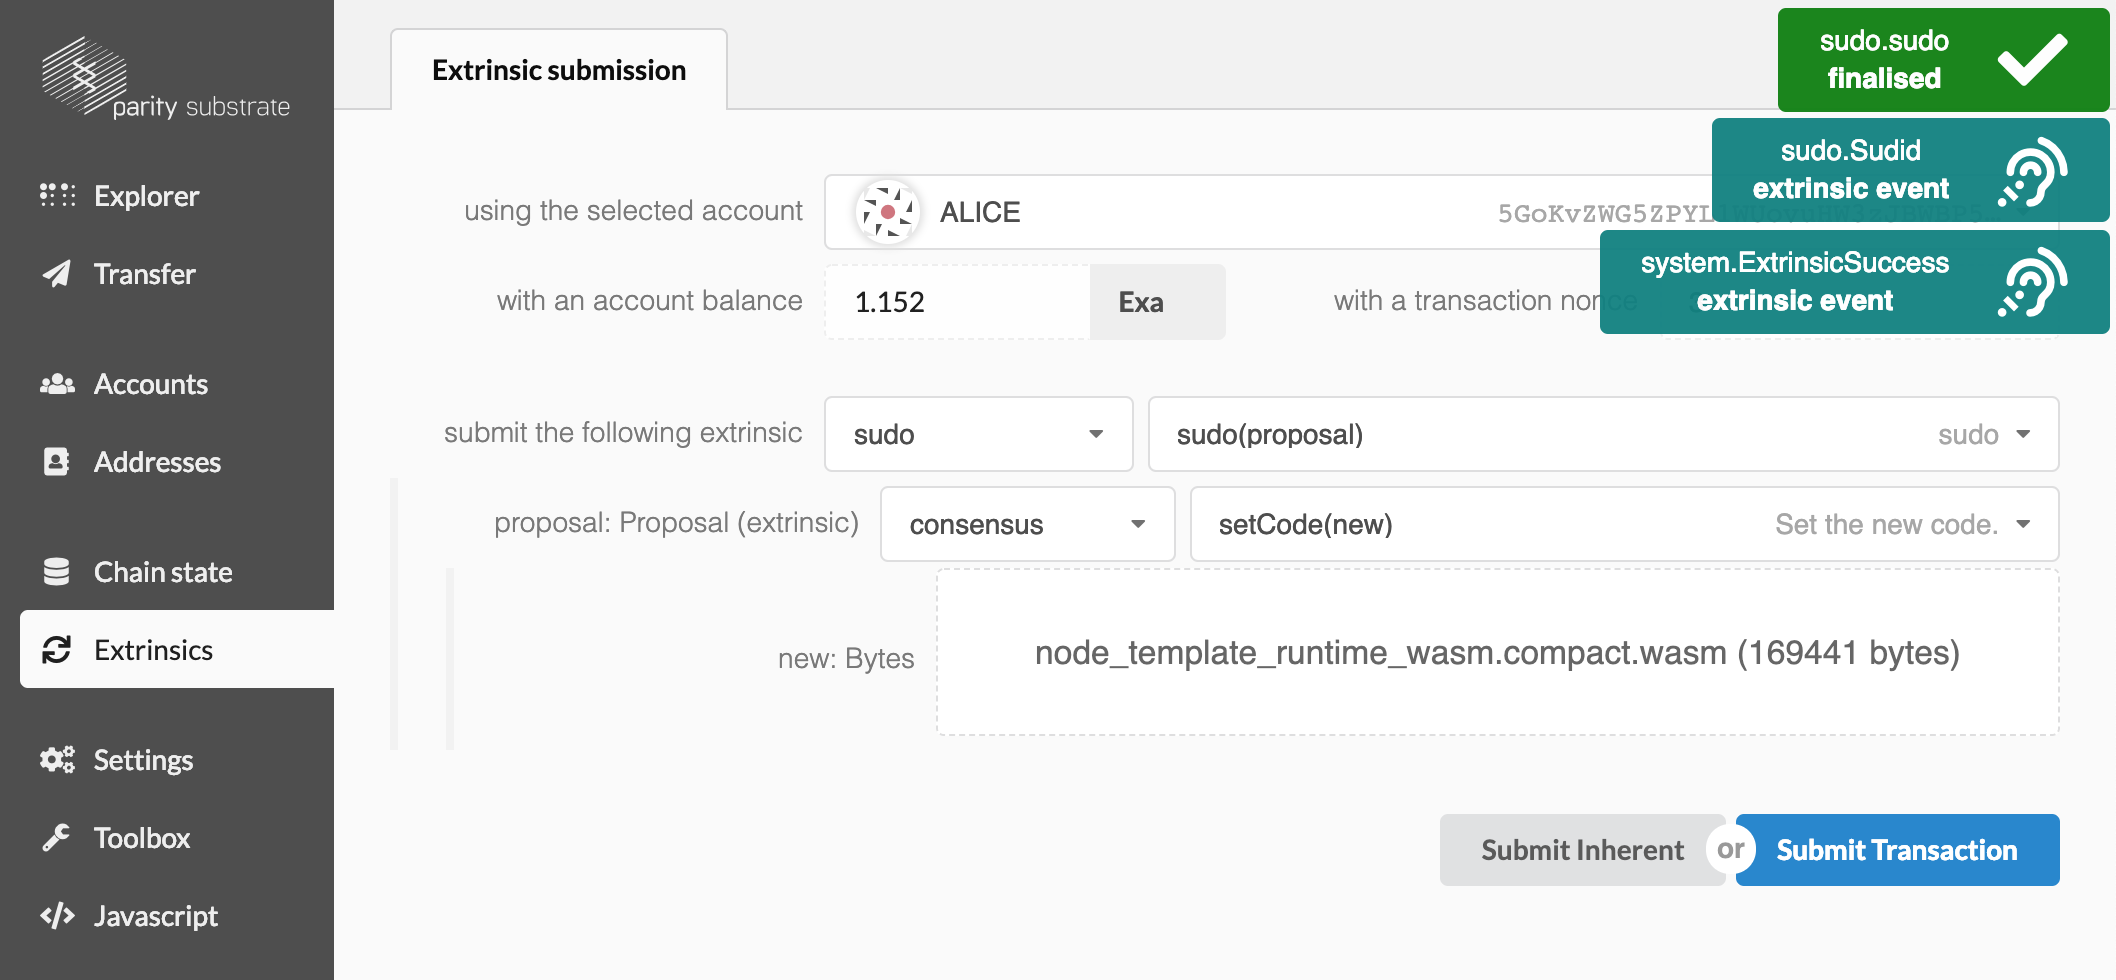 parity substrate
Explorer
Transfer
Accounts
Addresses
Chain state
Extrinsics
Settings
Toolbox
Javascript
Extrinsic submission
sudo.sudo
finalised
sudo.Sudid
extrinsic event
system.ExtrinsicSuccess
extrinsic event
using the selected account
ALICE
with an account balance
1.152
Exa
with a transaction nonce
submit the following extrinsic
sudo
sudo(proposal)
sudo
proposal: Proposal (extrinsic)
consensus
setCode(new)
Set the new code.
new: Bytes
node_template_runtime_wasm.compact.wasm (169441 bytes)
Submit Inherent
or
Submit Transaction